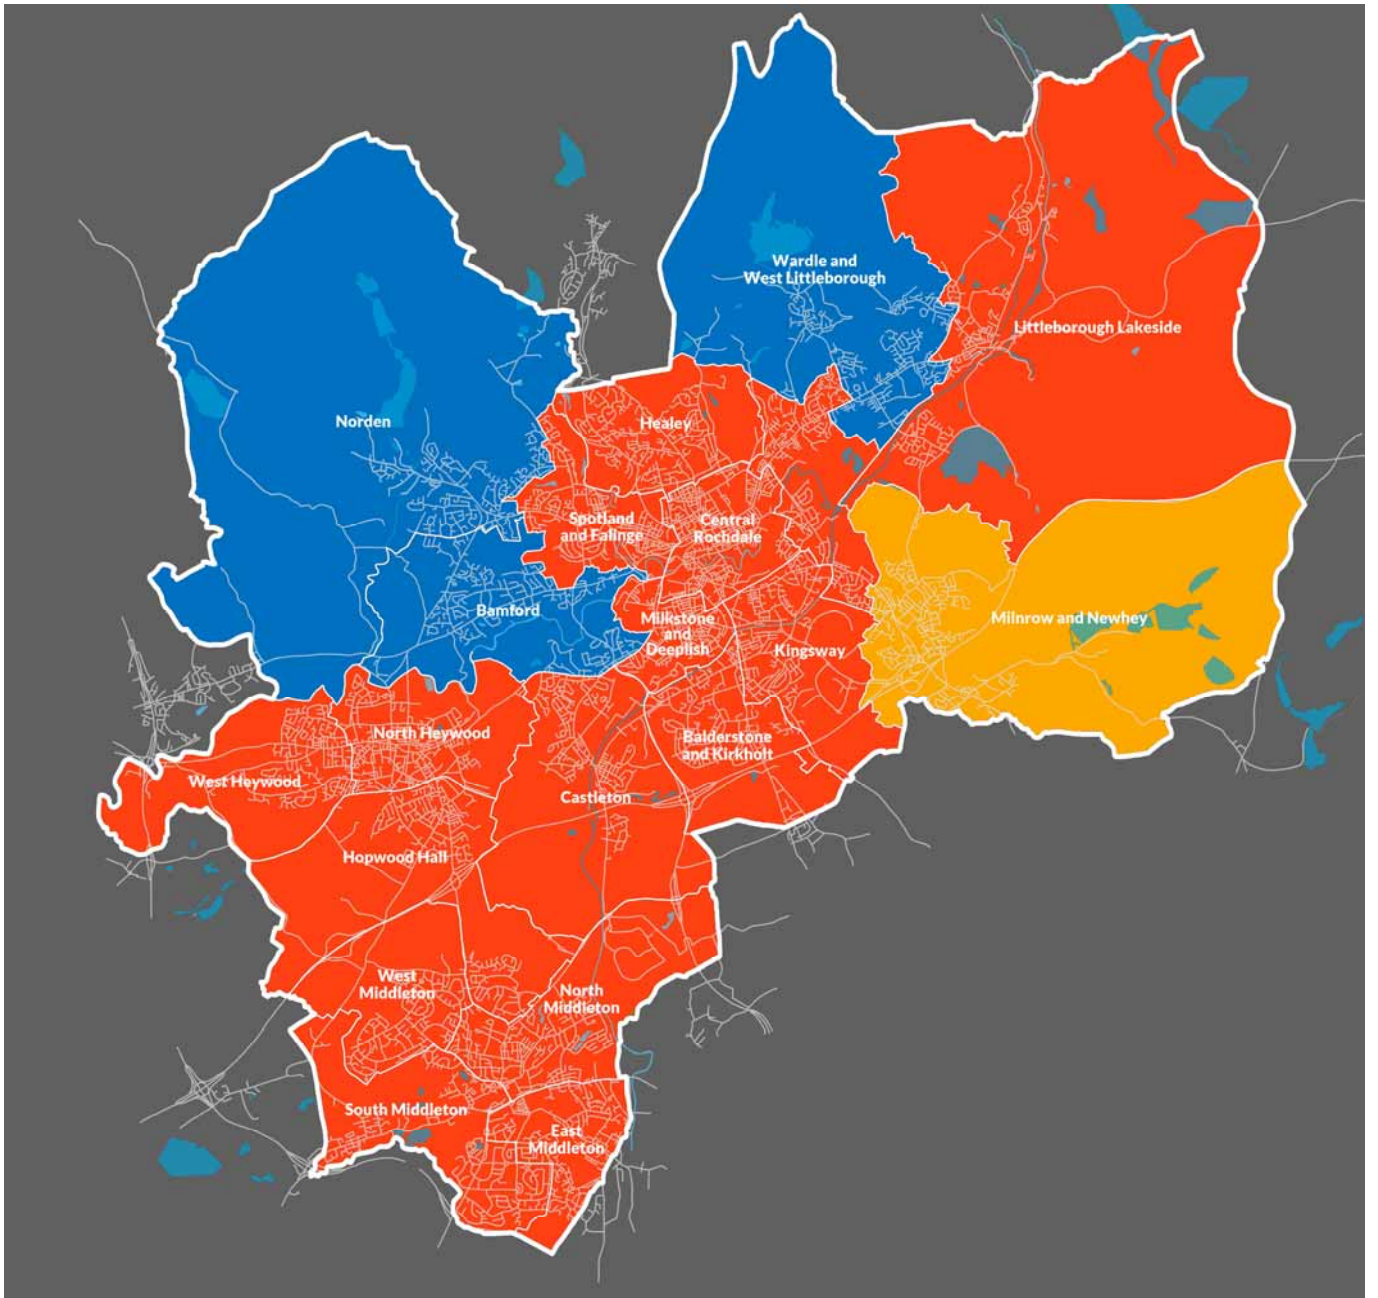 Wardle and
West Littleborough
Littleborough Lakeside
Norden
Healey
Spotland
and Falinge
Central
Rochdale
Bamford
Milkstone
and
Deeplish
Milnrow and Newhey
Kingsway
North Heywood
Balderstone
and Kirkholt
West Heywood
Castleton
Hopwood Hall
West
Middleton
North
Middleton
South Middleton
East
Middleton